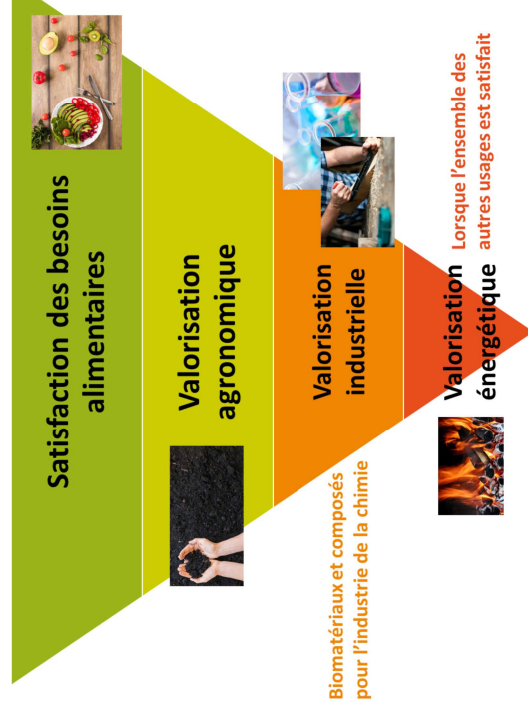 Satisfaction des besoins
alimentaires
Valorisation
agronomique
Valorisation
industrielle
Biomatériaux et composés
pour l'industrie de la chimie
Valorisation
énergétique
Lorsque l'ensemble des
autres usages est satisfait